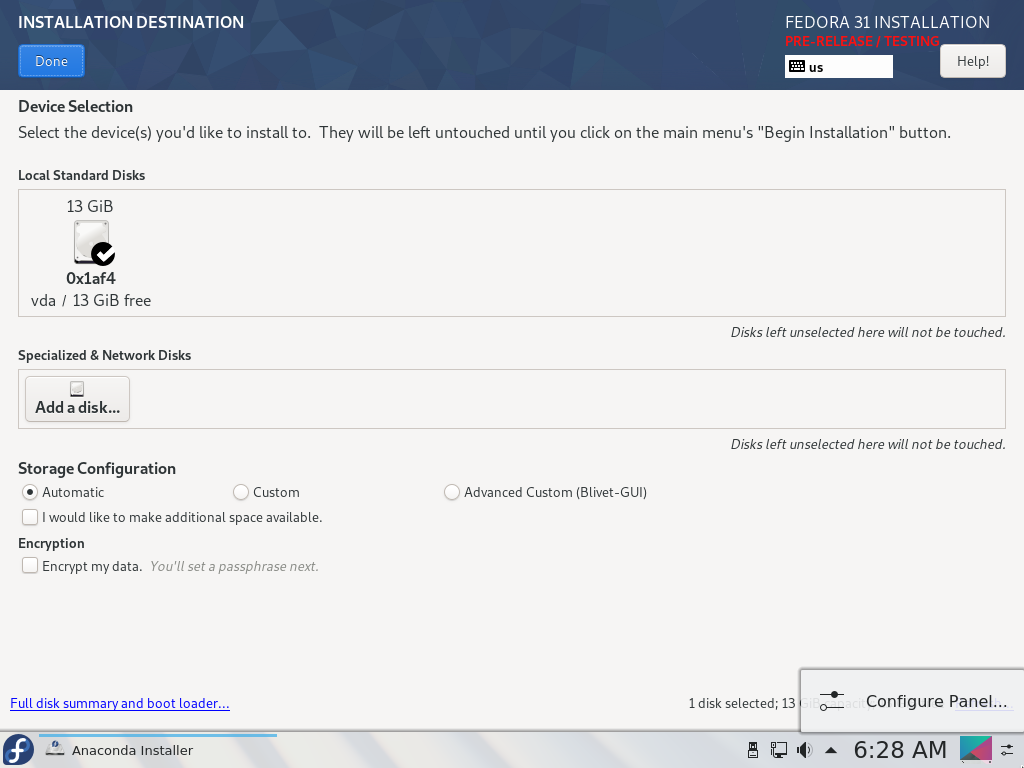 INSTALLATION DESTINATION
FEDORA 31 INSTALLATION
PRE-RELEASE / TESTING
Done
us
Help!
Device Selection
Select the device(s) you'd like to install to.  They will be left untouched until you click on the main menu's "Begin Installation" button.
Local Standard Disks
13 GiB
0x1af4
vda / 13 GiB free
Disks left unselected here will not be touched.
Specialized & Network Disks
Add a disk...
Disks left unselected here will not be touched.
Storage Configuration
Automatic
Custom
Advanced Custom (Blivet-GUI)
I would like to make additional space available.
Encryption
Encrypt my data.  You'll set a passphrase next.
Full disk summary and boot loader...
1 disk selected; 13
Configure Panel...
Anaconda Installer
6:28 AM